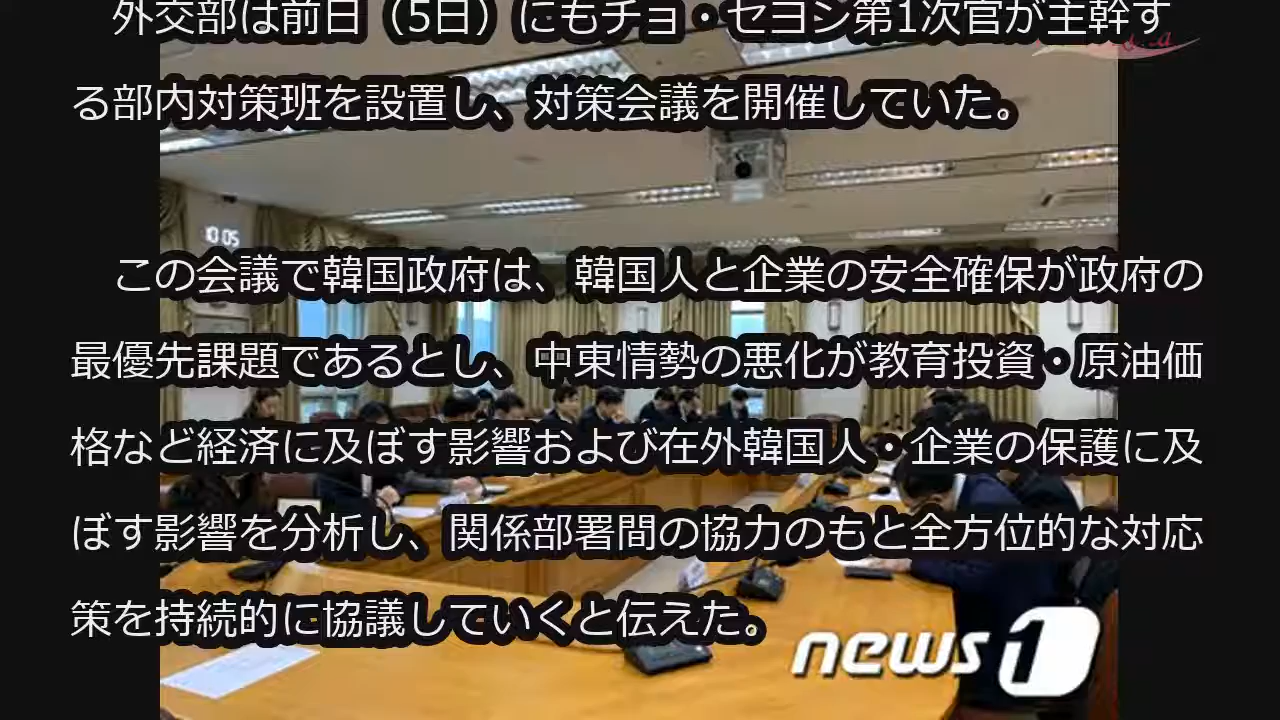 外交部は前日（5日）にもチョ・セヨン第1次官が主幹す
る部内対策班を設置し、対策会議を開催していた。
10:05
この会議で韓国政府は、韓国人と企業の安全確保が政府の
最優先課題であるとし、中東情勢の悪化が教育投資・原油価
格など経済に及ぼす影響および在外韓国人・企業の保護に及
ぼす影響を分析し、関係部署間の協力のもと全方位的な対応
策を持続的に協議していくと伝えた。
news1